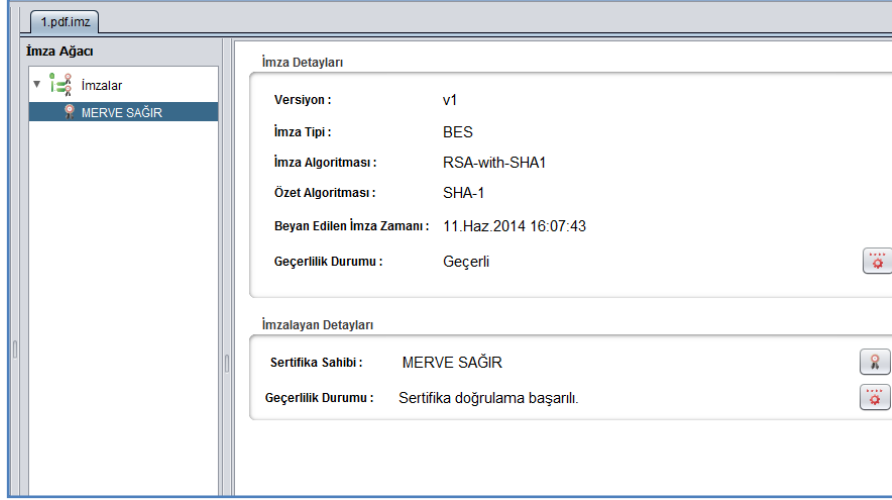 1.pdf.imz
İmza Ağacı
İmzalar
MERVE SAĞIR
İmza Detayları
Versiyon : v1
İmza Tipi : BES
İmza Algoritması : RSA-with-SHA1
Özet Algoritması : SHA-1
Beyan Edilen İmza Zamanı : 11.Haz.2014 16:07:43
Geçerlilik Durumu : Geçerli
İmzalayan Detayları
Sertifika Sahibi : MERVE SAĞIR
Geçerlilik Durumu : Sertifika doğrulama başarılı.